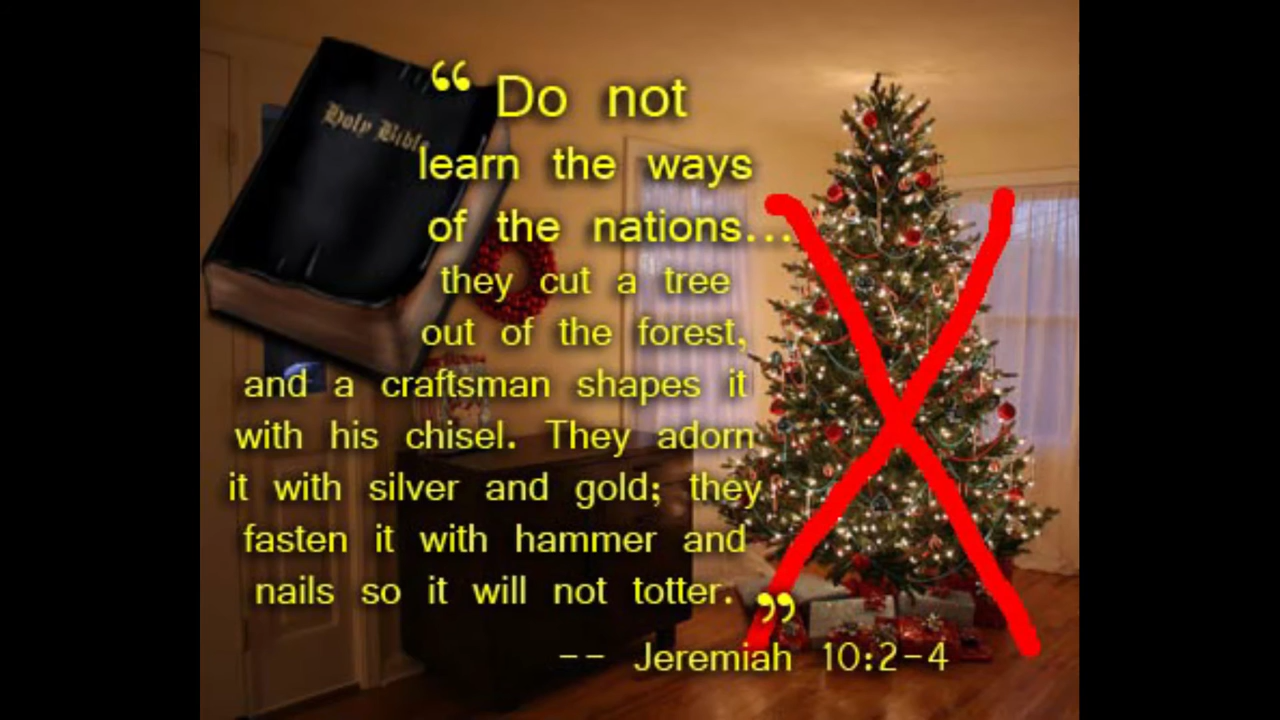 Holy Bible
“ Do not
learn the ways
of the nations...
they cut a tree
out of the forest,
and a craftsman shapes it
with his chisel. They adorn
it with silver and gold; they
fasten it with hammer and
nails so it will not totter. ”
-- Jeremiah 10:2-4